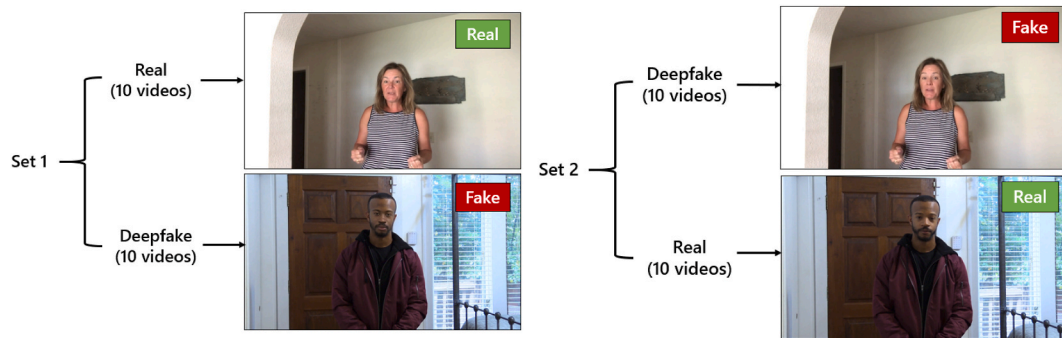 Set 1
Real
(10 videos)
Real
Deepfake
(10 videos)
Fake
Set 2
Deepfake
(10 videos)
Fake
Real
(10 videos)
Real